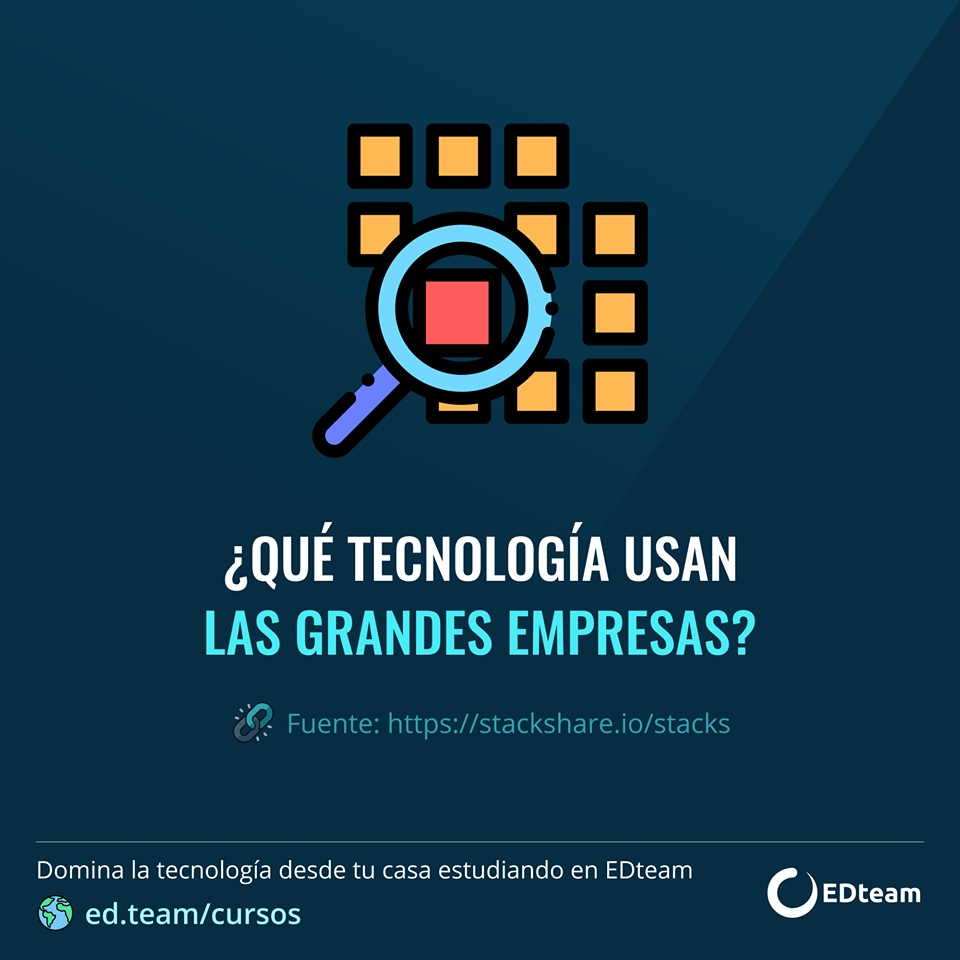 ¿QUÉ TECNOLOGÍA USAN
LAS GRANDES EMPRESAS?
Fuente: https://stackshare.io/stacks
Domina la tecnología desde tu casa estudiando en EDteam
ed.team/cursos
EDteam